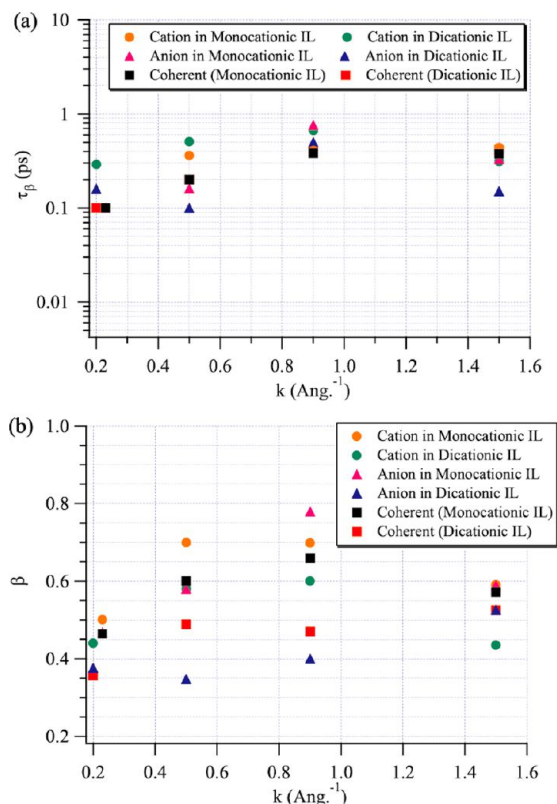 (a)
Cation in Monocationic IL
Cation in Dicationic IL
Anion in Monocationic IL
Anion in Dicationic IL
Coherent (Monocationic IL)
Coherent (Dicationic IL)
10
1
0.1
0.01
τβ (ps)
0.2 0.4 0.6 0.8 1.0 1.2 1.4 1.6
k (Ang.⁻¹)
(b)
Cation in Monocationic IL
Cation in Dicationic IL
Anion in Monocationic IL
Anion in Dicationic IL
Coherent (Monocationic IL)
Coherent (Dicationic IL)
1.0
0.8
0.6
0.4
0.2
β
0.2 0.4 0.6 0.8 1.0 1.2 1.4 1.6
k (Ang.⁻¹)